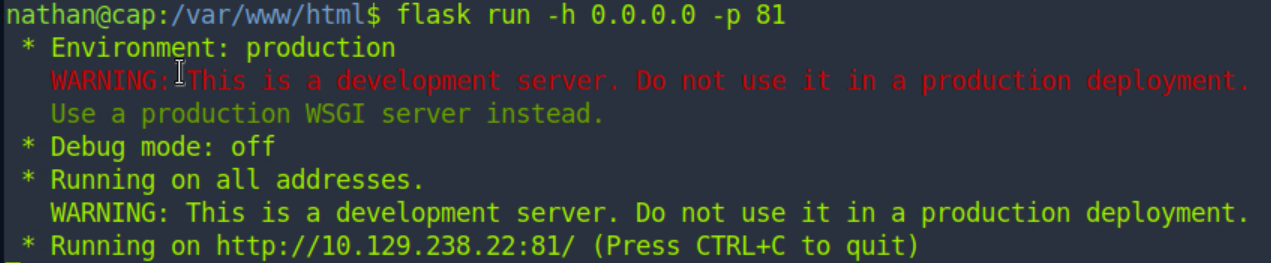 nathan@cap:/var/www/html$ flask run -h 0.0.0.0 -p 81
* Environment: production
WARNING: This is a development server. Do not use it in a production deployment.
Use a production WSGI server instead.
* Debug mode: off
* Running on all addresses.
WARNING: This is a development server. Do not use it in a production deployment.
* Running on http://10.129.238.22:81/ (Press CTRL+C to quit)